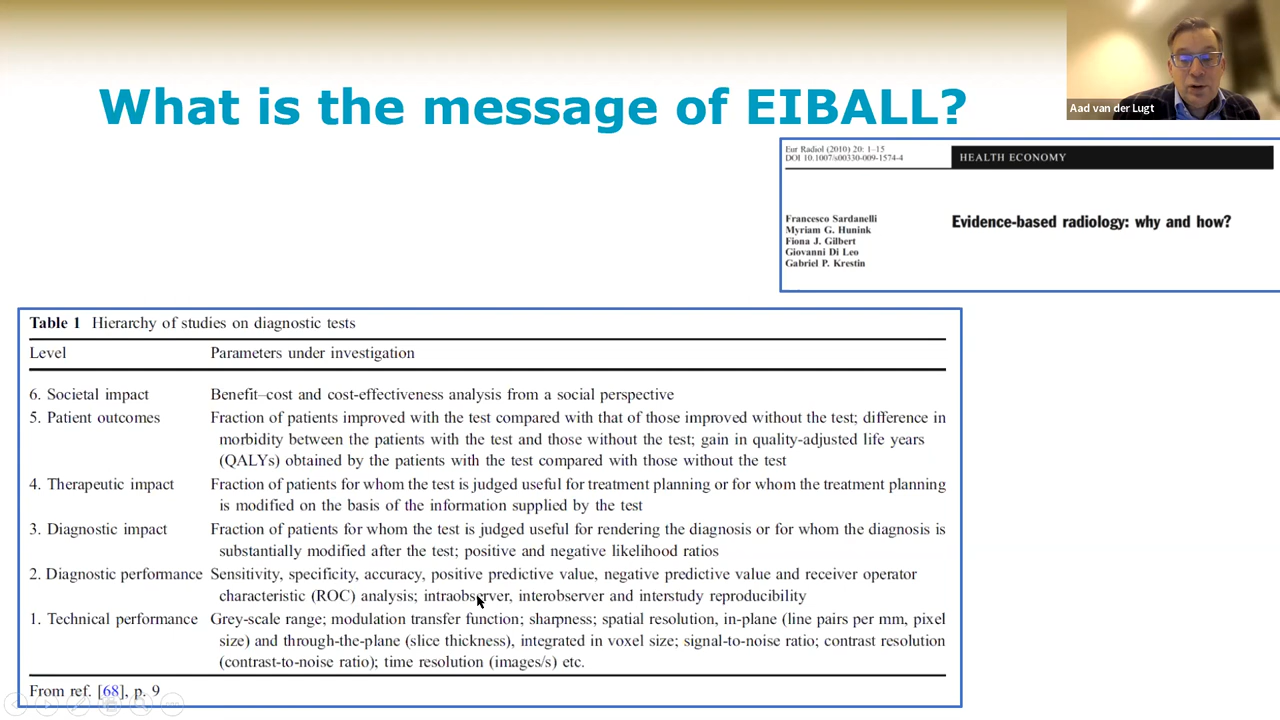 What is the message of EIBALL?
Aad van der Lugt
Eur Radiol (2010) 20: 1–15
DOI 10.1007/s00330-009-1574-4
HEALTH ECONOMY
Francesco Sardanelli
Myriam G. Hunink
Fiona J. Gilbert
Giovanni Di Leo
Gabriel P. Krestin
Evidence-based radiology: why and how?
Table 1 Hierarchy of studies on diagnostic tests
Level Parameters under investigation
6. Societal impact Benefit–cost and cost-effectiveness analysis from a social perspective
5. Patient outcomes Fraction of patients improved with the test compared with that of those improved without the test; difference in
morbidity between the patients with the test and those without the test; gain in quality-adjusted life years
(QALYs) obtained by the patients with the test compared with those without the test
4. Therapeutic impact Fraction of patients for whom the test is judged useful for treatment planning or for whom the treatment planning
is modified on the basis of the information supplied by the test
3. Diagnostic impact Fraction of patients for whom the test is judged useful for rendering the diagnosis or for whom the diagnosis is
substantially modified after the test; positive and negative likelihood ratios
2. Diagnostic performance Sensitivity, specificity, accuracy, positive predictive value, negative predictive value and receiver operator
characteristic (ROC) analysis; intraobserver, interobserver and interstudy reproducibility
1. Technical performance Grey-scale range; modulation transfer function; sharpness; spatial resolution, in-plane (line pairs per mm, pixel
size) and through-the-plane (slice thickness), integrated in voxel size; signal-to-noise ratio; contrast resolution
(contrast-to-noise ratio); time resolution (images/s) etc.
From ref. [68], p. 9